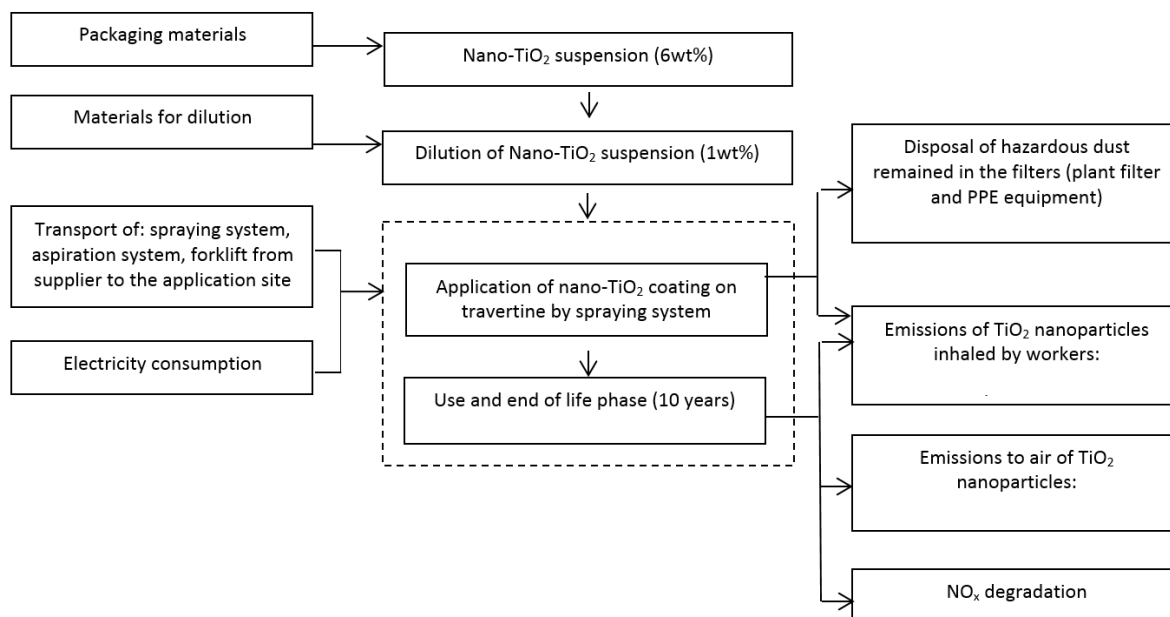 Packaging materials
Nano-TiO₂ suspension (6wt%)
Materials for dilution
Dilution of Nano-TiO₂ suspension (1wt%)
Transport of: spraying system,
aspiration system, forklift from
supplier to the application site
Electricity consumption
Application of nano-TiO₂ coating on
travertine by spraying system
Use and end of life phase (10 years)
Disposal of hazardous dust
remained in the filters (plant filter
and PPE equipment)
Emissions of TiO₂ nanoparticles
inhaled by workers:
.
Emissions to air of TiO₂
nanoparticles:
NOₓ degradation